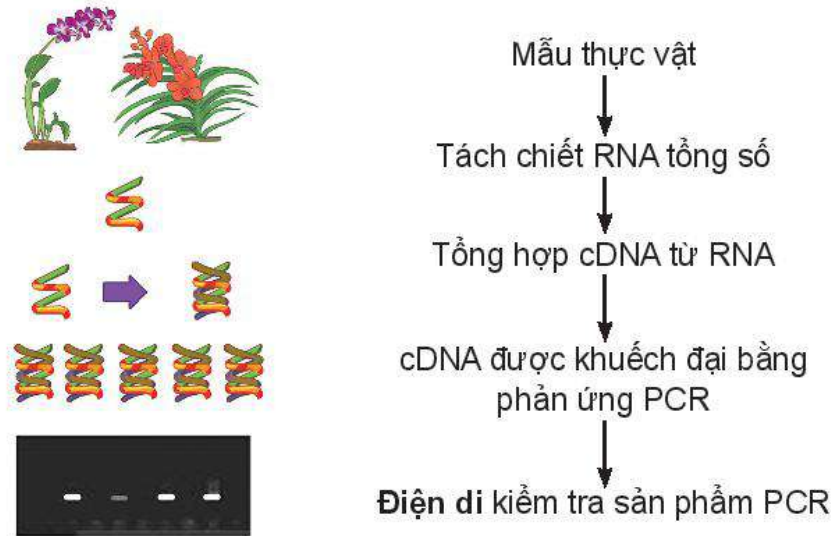 Mẫu thực vật
Tách chiết RNA tổng số
Tổng hợp cDNA từ RNA
cDNA được khuếch đại bằng
phản ứng PCR
Điện di kiểm tra sản phẩm PCR